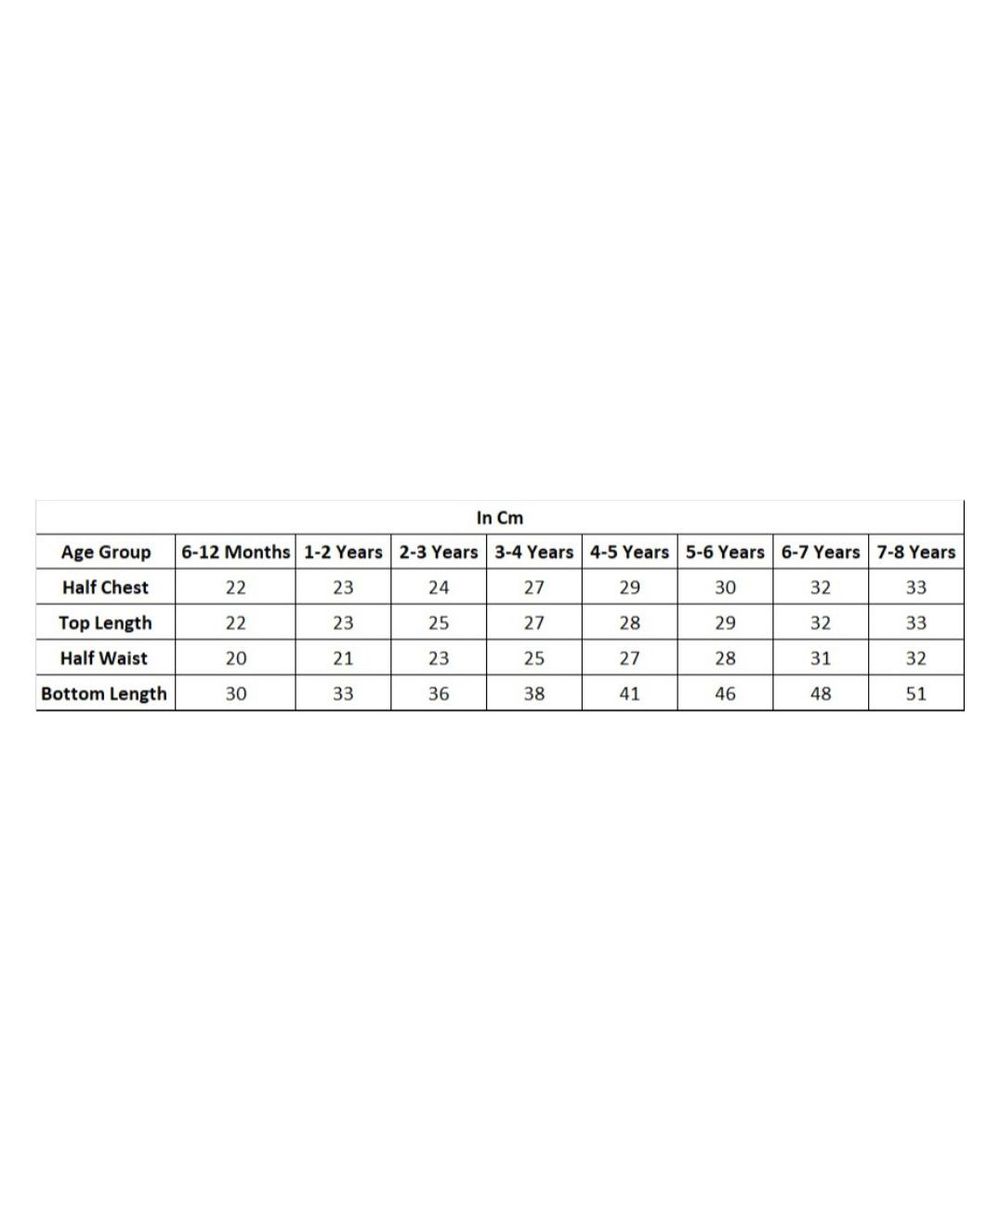 In Cm
Age Group 6-12 Months 1-2 Years 2-3 Years 3-4 Years 4-5 Years 5-6 Years 6-7 Years 7-8 Years
Half Chest 22 23 24 27 29 30 32 33
Top Length 22 23 25 27 28 29 32 33
Half Waist 20 21 23 25 27 28 31 32
Bottom Length 30 33 36 38 41 46 48 51